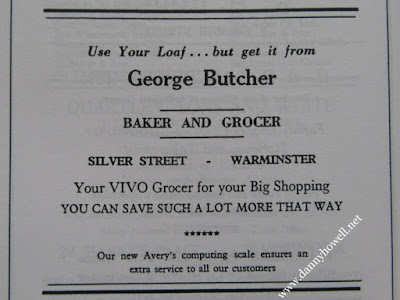 Use Your Loaf ... but get it from
George Butcher
BAKER AND GROCER
SILVER STREET - WARMINSTER
Your VIVO Grocer for your Big Shopping
YOU CAN SAVE SUCH A LOT MORE THAT WAY
******
Our new Avery's computing scale ensures an
extra service to all our customers
www.dannyhowell.net